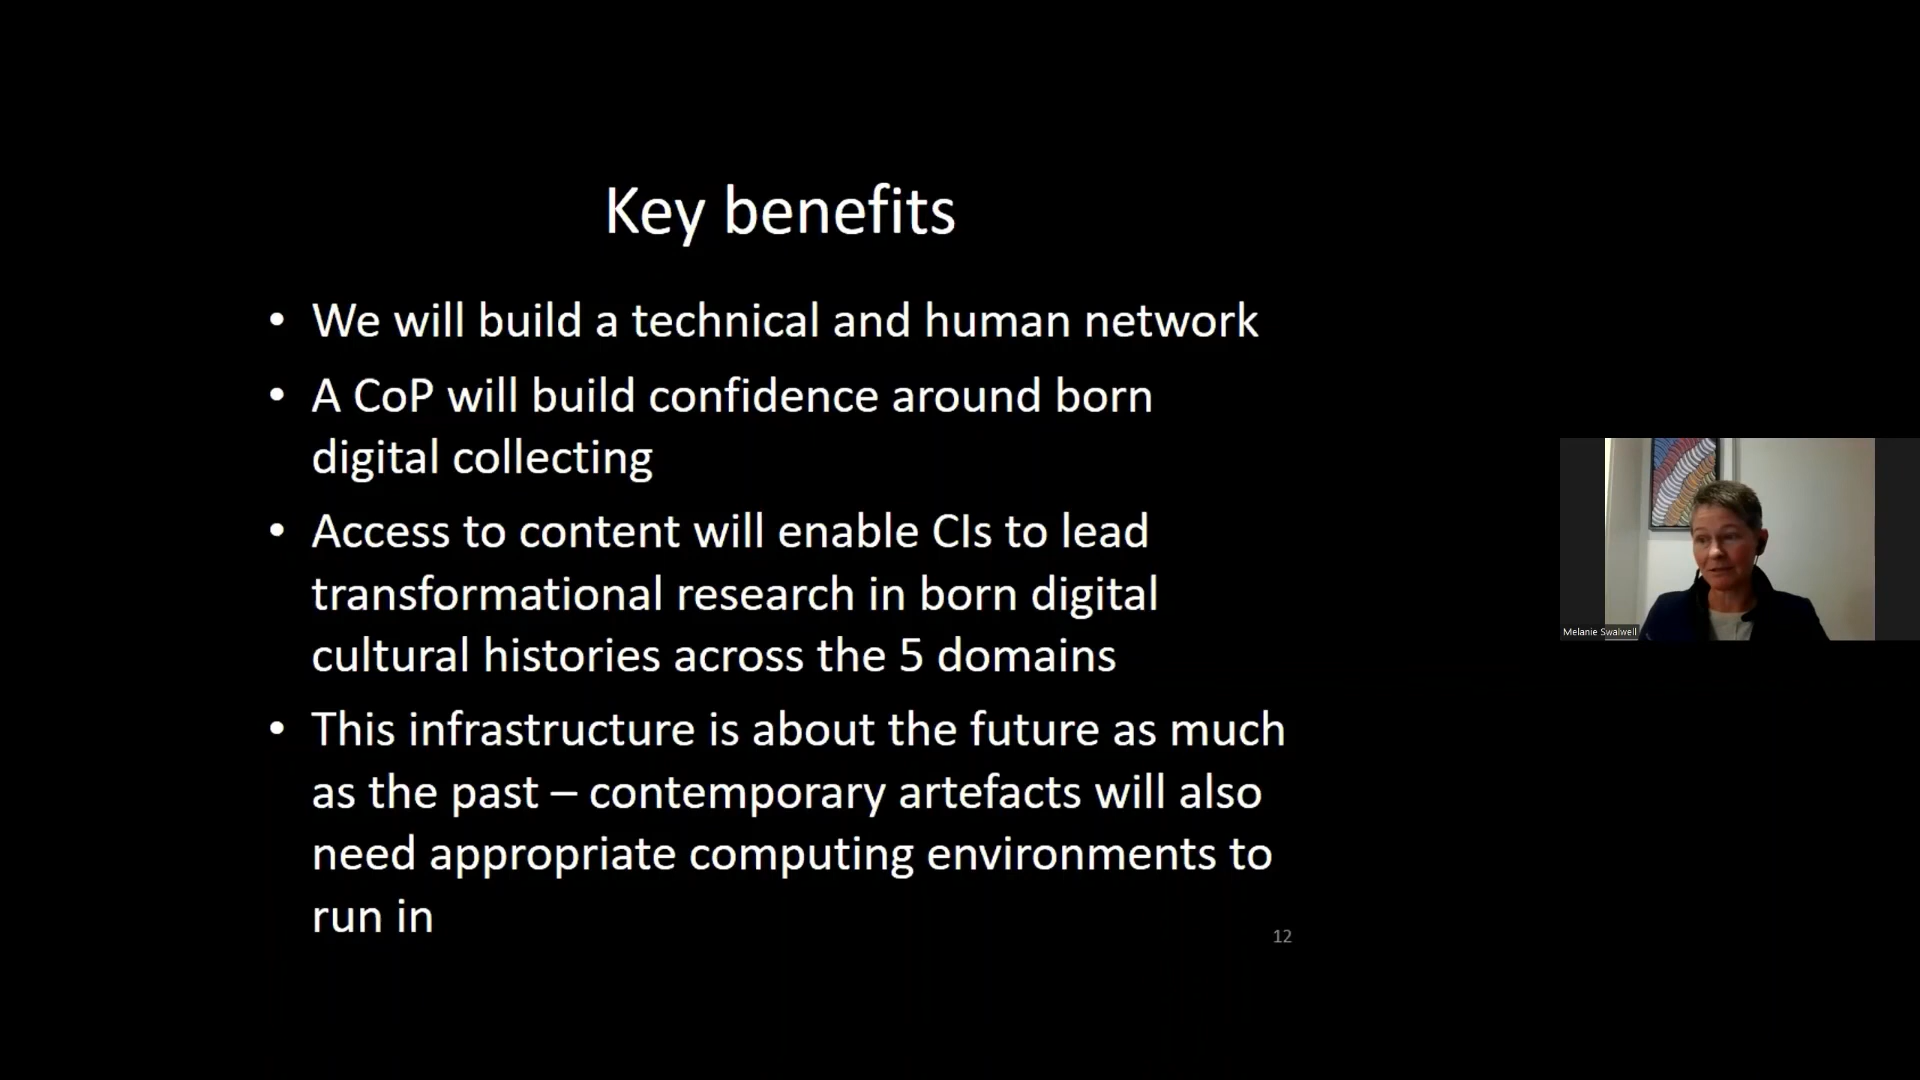 Key benefits
• We will build a technical and human network
• A CoP will build confidence around born
digital collecting
• Access to content will enable CIs to lead
transformational research in born digital
cultural histories across the 5 domains
• This infrastructure is about the future as much
as the past – contemporary artefacts will also
need appropriate computing environments to
run in
12
Melanie Swalwell